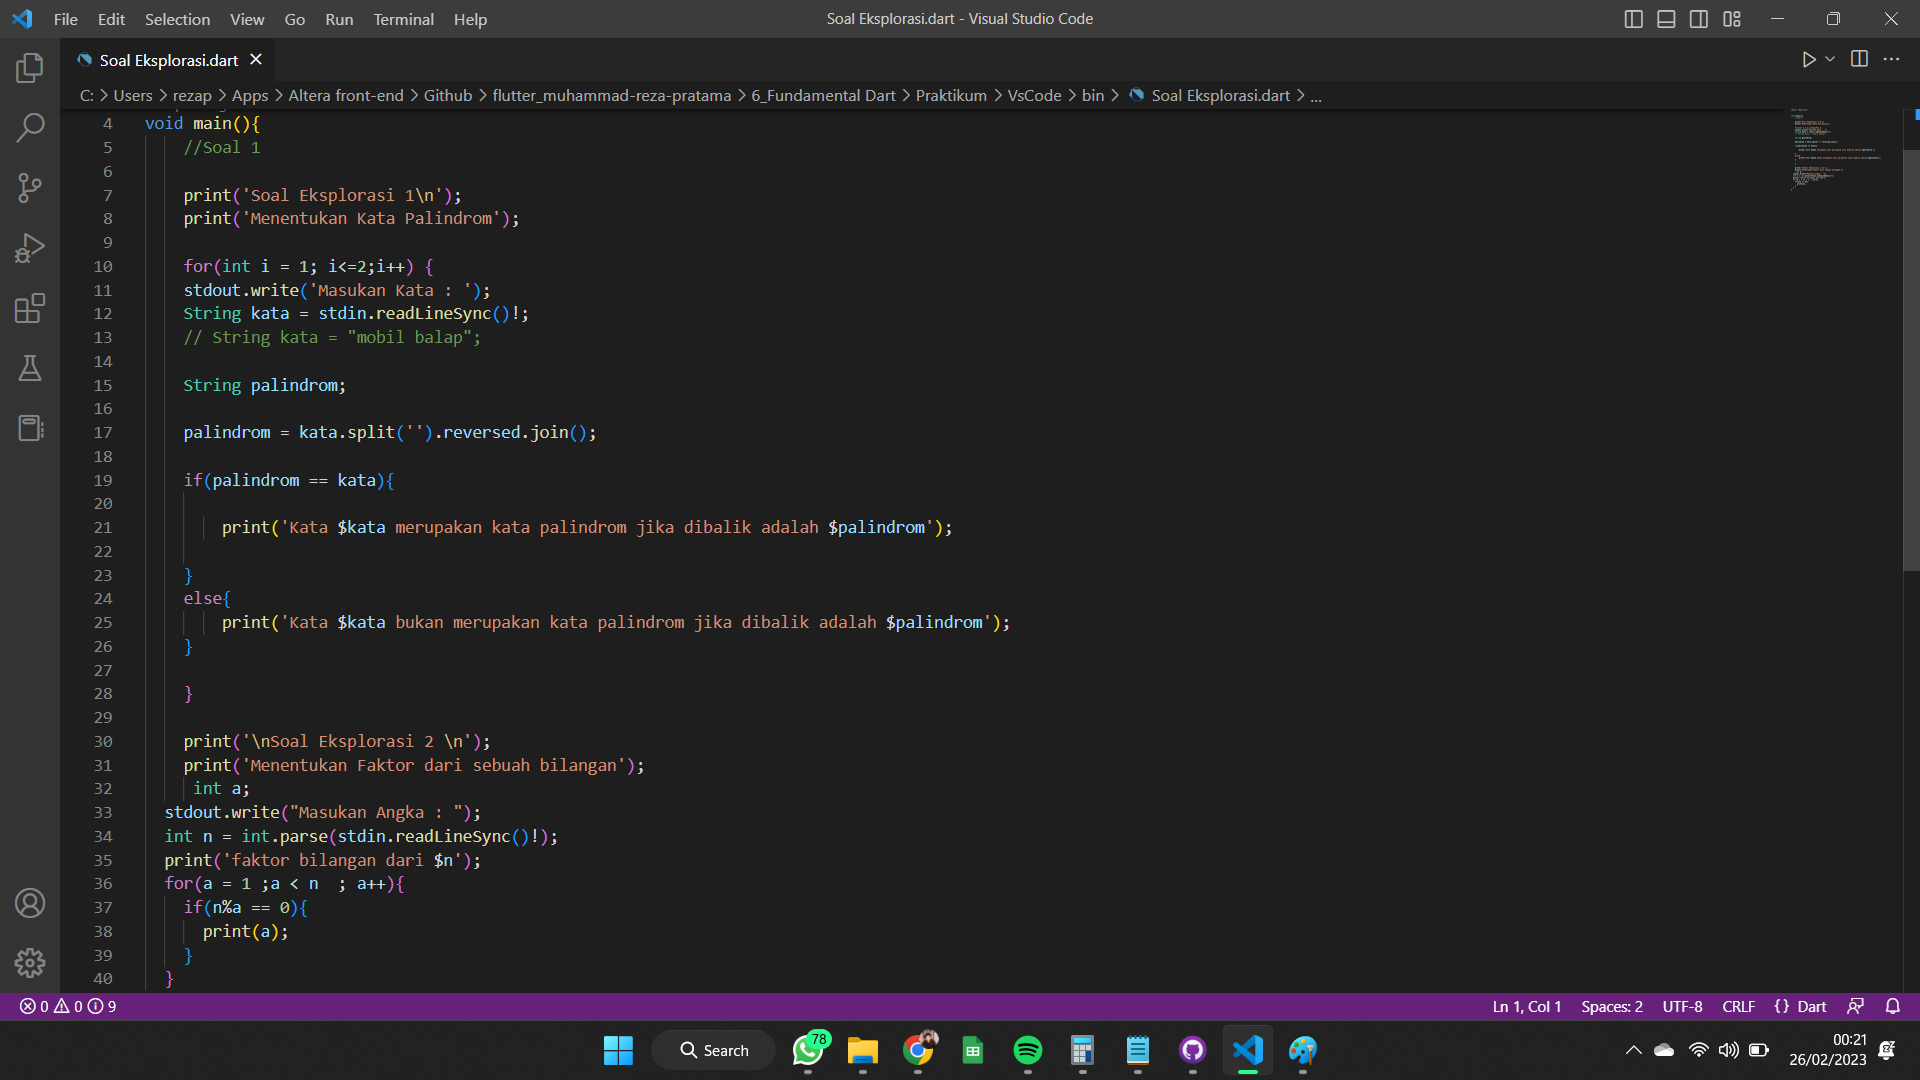 File Edit Selection View Go Run Terminal Help
Soal Eksplorasi.dart - Visual Studio Code
Soal Eksplorasi.dart
C: > Users > rezap > Apps > Altera front-end > Github > flutter_muhammad-reza-pratama > 6_Fundamental Dart > Praktikum > VsCode > bin > Soal Eksplorasi.dart > ...
4 void main(){
5 //Soal 1
6
7 print('Soal Eksplorasi 1\n');
8 print('Menentukan Kata Palindrom');
9
10 for(int i = 1; i<=2;i++) {
11 stdout.write('Masukan Kata : ');
12 String kata = stdin.readLineSync()!;
13 // String kata = "mobil balap";
14
15 String palindrom;
16
17 palindrom = kata.split('').reversed.join();
18
19 if(palindrom == kata){
20
21 print('Kata $kata merupakan kata palindrom jika dibalik adalah $palindrom');
22
23 }
24 else{
25 print('Kata $kata bukan merupakan kata palindrom jika dibalik adalah $palindrom');
26 }
27
28 }
29
30 print('\nSoal Eksplorasi 2 \n');
31 print('Menentukan Faktor dari sebuah bilangan');
32 int a;
33 stdout.write("Masukan Angka : ");
34 int n = int.parse(stdin.readLineSync()!);
35 print('faktor bilangan dari $n');
36 for(a = 1 ;a < n  ; a++){
37 if(n%a == 0){
38 print(a);
39 }
40 }
0 0 9
Ln 1, Col 1 Spaces: 2 UTF-8 CRLF {} Dart
Search
78
00:21
26/02/2023